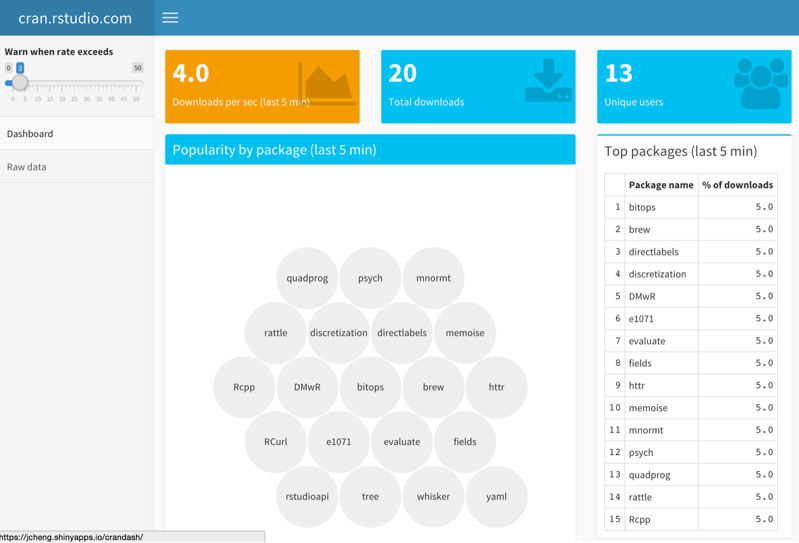 cran.rstudio.com
Warn when rate exceeds
0 3 50
0 5 10 15 20 25 30 35 40 45 50
Dashboard
Raw data
4.0
Downloads per sec (last 5 min)
20
Total downloads
13
Unique users
Popularity by package (last 5 min)
quadprog psych mnormt
rattle discretization directlabels memoise
Rcpp DMwR bitops brew httr
RCurl e1071 evaluate fields
rstudioapi tree whisker yaml
Top packages (last 5 min)
Package name % of downloads
1 bitops 5.0
2 brew 5.0
3 directlabels 5.0
4 discretization 5.0
5 DMwR 5.0
6 e1071 5.0
7 evaluate 5.0
8 fields 5.0
9 httr 5.0
10 memoise 5.0
11 mnormt 5.0
12 psych 5.0
13 quadprog 5.0
14 rattle 5.0
15 Rcpp 5.0
https://jcheng.shinyapps.io/crandash/